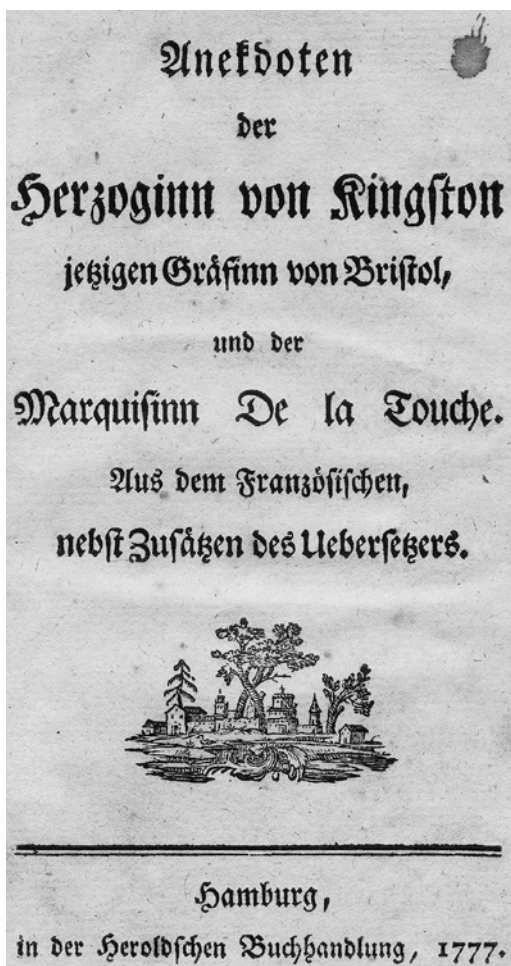 Anekdoten
der
Herzoginn von Kingston
jetzigen Gräfinn von Bristol,
und der
Marquisinn De la Touche.
Aus dem Französischen,
nebst Zusätzen des Uebersetzers.
Hamburg,
in der Heroldschen Buchhandlung, 1777.